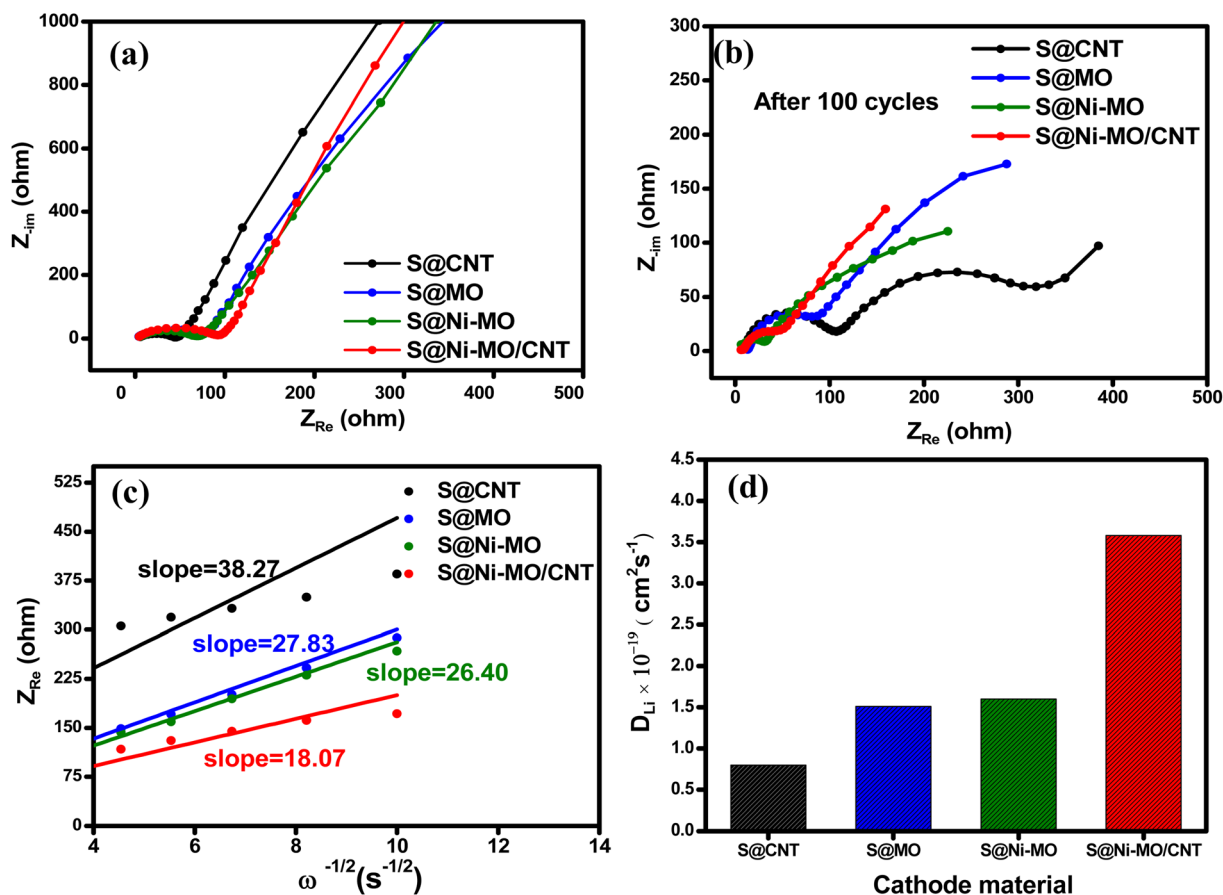 (a)
1000
800
600
400
200
0
Z-im (ohm)
S@CNT
S@MO
S@Ni-MO
S@Ni-MO/CNT
0 100 200 300 400 500
ZRe (ohm)
(b)
300
250
200
150
100
50
0
Z-im (ohm)
S@CNT
S@MO
S@Ni-MO
S@Ni-MO/CNT
After 100 cycles
0 100 200 300 400 500
ZRe (ohm)
(c)
525
450
375
300
225
150
75
0
ZRe (ohm)
S@CNT
S@MO
S@Ni-MO
S@Ni-MO/CNT
slope=38.27
slope=27.83
slope=26.40
slope=18.07
4 6 8 10 12 14
ω -1/2(s-1/2)
(d)
4.5
4.0
3.5
3.0
2.5
2.0
1.5
1.0
0.5
0.0
DLi × 10−19 ( cm2s−1)
S@CNT S@MO S@Ni-MO S@Ni-MO/CNT
Cathode material